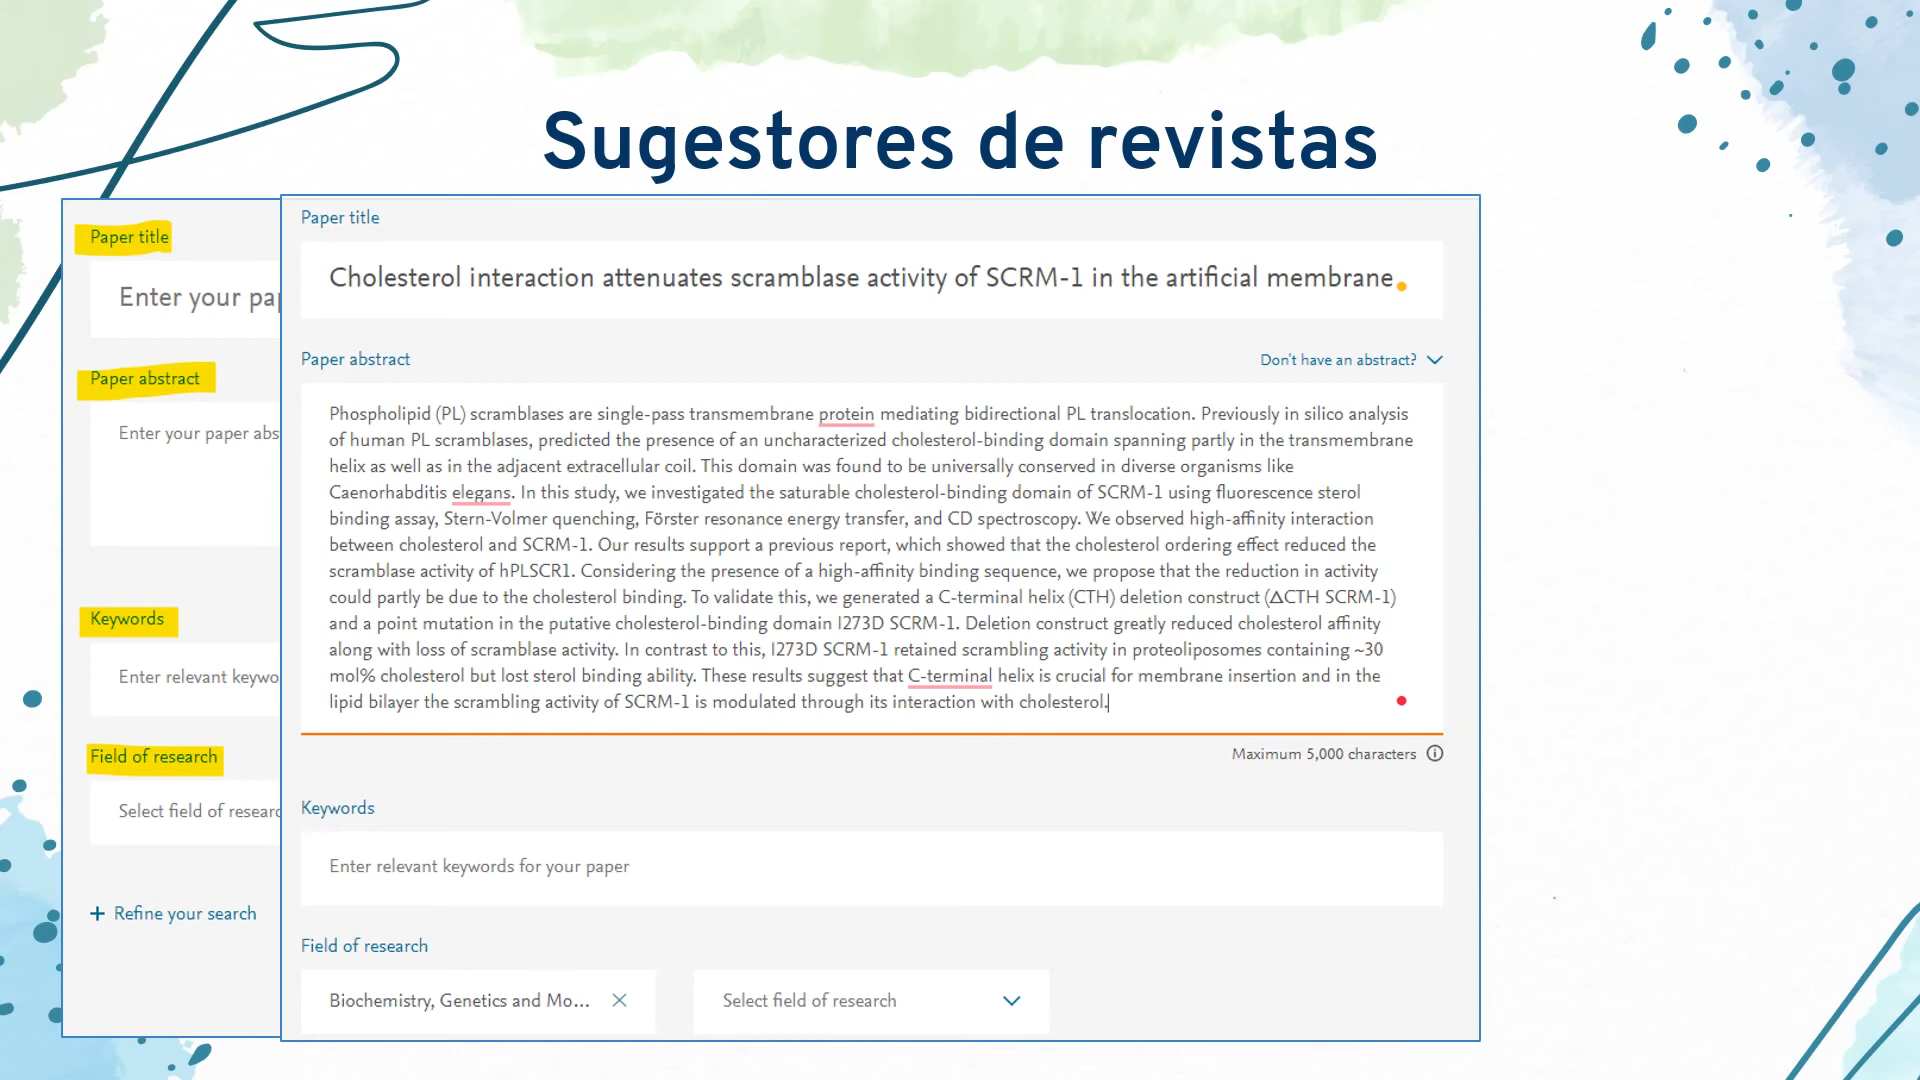 Sugestores de revistas
Paper title
Enter your pap
Paper abstract
Enter your paper abs
Keywords
Enter relevant keywo
Field of research
Select field of researc
+ Refine your search
Paper title
Cholesterol interaction attenuates scramblase activity of SCRM-1 in the artificial membrane
Paper abstract
Don't have an abstract?
Phospholipid (PL) scramblases are single-pass transmembrane protein mediating bidirectional PL translocation. Previously in silico analysis
of human PL scramblases, predicted the presence of an uncharacterized cholesterol-binding domain spanning partly in the transmembrane
helix as well as in the adjacent extracellular coil. This domain was found to be universally conserved in diverse organisms like
Caenorhabditis elegans. In this study, we investigated the saturable cholesterol-binding domain of SCRM-1 using fluorescence sterol
binding assay, Stern-Volmer quenching, Förster resonance energy transfer, and CD spectroscopy. We observed high-affinity interaction
between cholesterol and SCRM-1. Our results support a previous report, which showed that the cholesterol ordering effect reduced the
scramblase activity of hPLSCR1. Considering the presence of a high-affinity binding sequence, we propose that the reduction in activity
could partly be due to the cholesterol binding. To validate this, we generated a C-terminal helix (CTH) deletion construct (ΔCTH SCRM-1)
and a point mutation in the putative cholesterol-binding domain I273D SCRM-1. Deletion construct greatly reduced cholesterol affinity
along with loss of scramblase activity. In contrast to this, I273D SCRM-1 retained scrambling activity in proteoliposomes containing ~30
mol% cholesterol but lost sterol binding ability. These results suggest that C-terminal helix is crucial for membrane insertion and in the
lipid bilayer the scrambling activity of SCRM-1 is modulated through its interaction with cholesterol.
Maximum 5,000 characters
Keywords
Enter relevant keywords for your paper
Field of research
Biochemistry, Genetics and Mo...
Select field of research